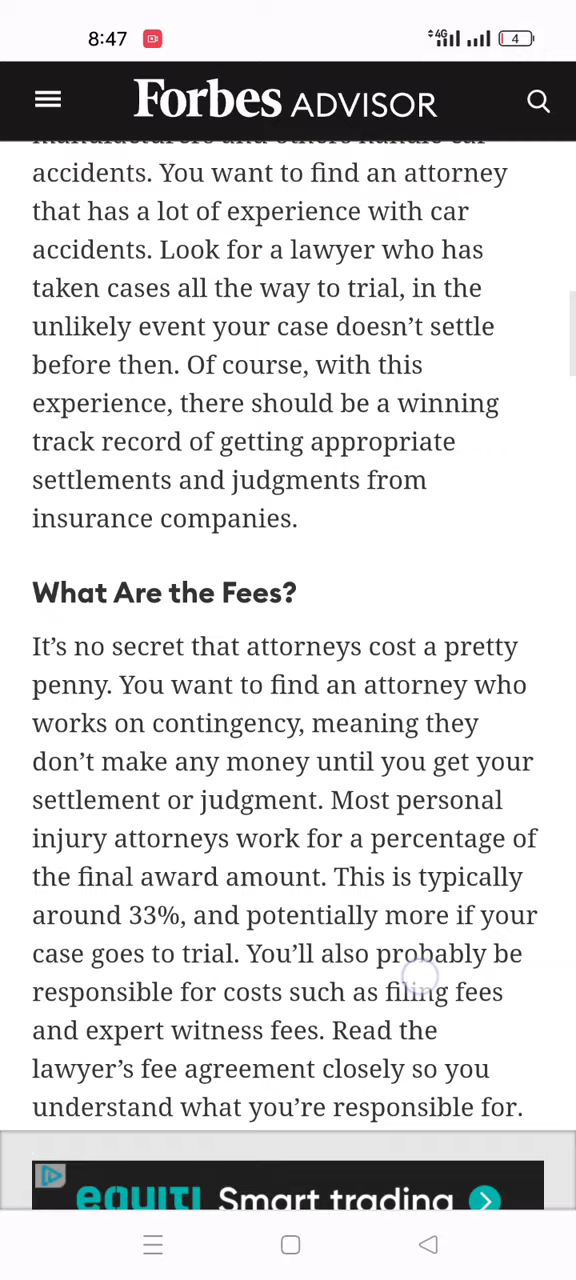 8:47
4G
4
Forbes ADVISOR
manufacturers and others handle car
accidents. You want to find an attorney
that has a lot of experience with car
accidents. Look for a lawyer who has
taken cases all the way to trial, in the
unlikely event your case doesn’t settle
before then. Of course, with this
experience, there should be a winning
track record of getting appropriate
settlements and judgments from
insurance companies.
What Are the Fees?
It’s no secret that attorneys cost a pretty
penny. You want to find an attorney who
works on contingency, meaning they
don’t make any money until you get your
settlement or judgment. Most personal
injury attorneys work for a percentage of
the final award amount. This is typically
around 33%, and potentially more if your
case goes to trial. You’ll also probably be
responsible for costs such as filing fees
and expert witness fees. Read the
lawyer’s fee agreement closely so you
understand what you’re responsible for.
equiti Smart trading